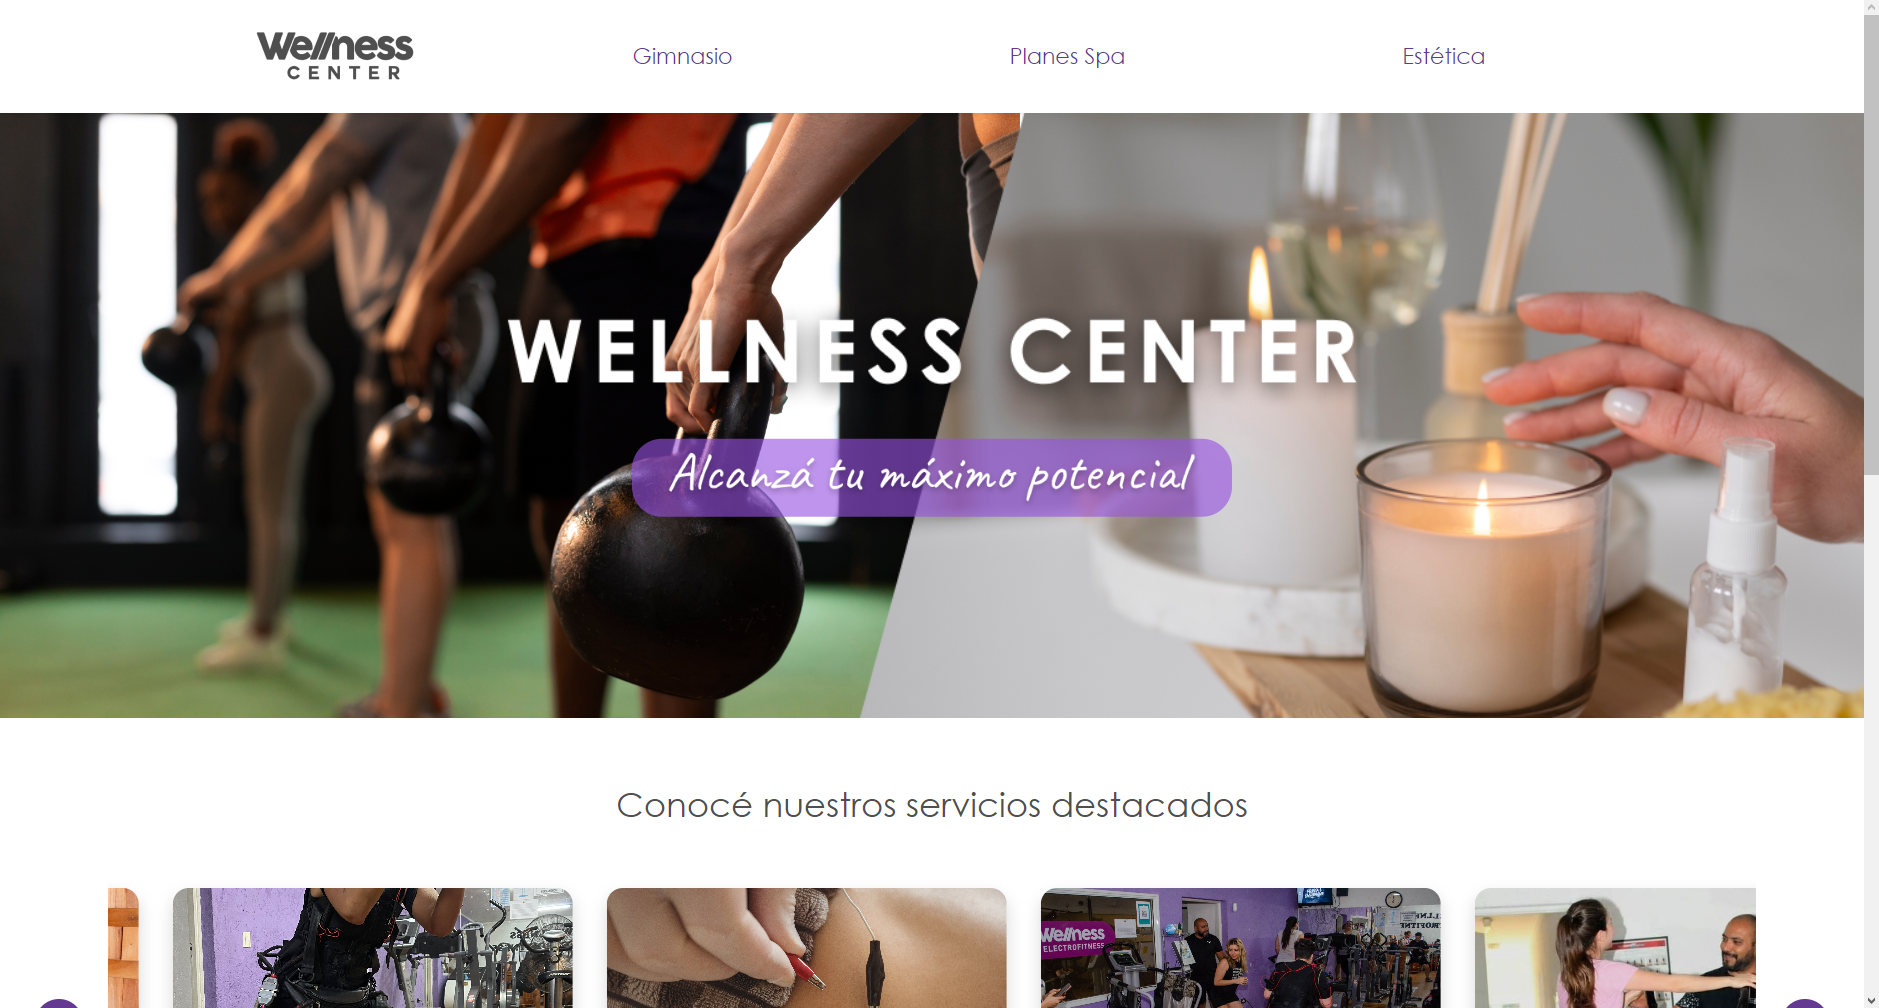 Wellness
CENTER
Gimnasio
Planes Spa
Estética
WELLNESS CENTER
Alcanzá tu máximo potencial
Conocé nuestros servicios destacados
Wellness
ELECTROFITNESS